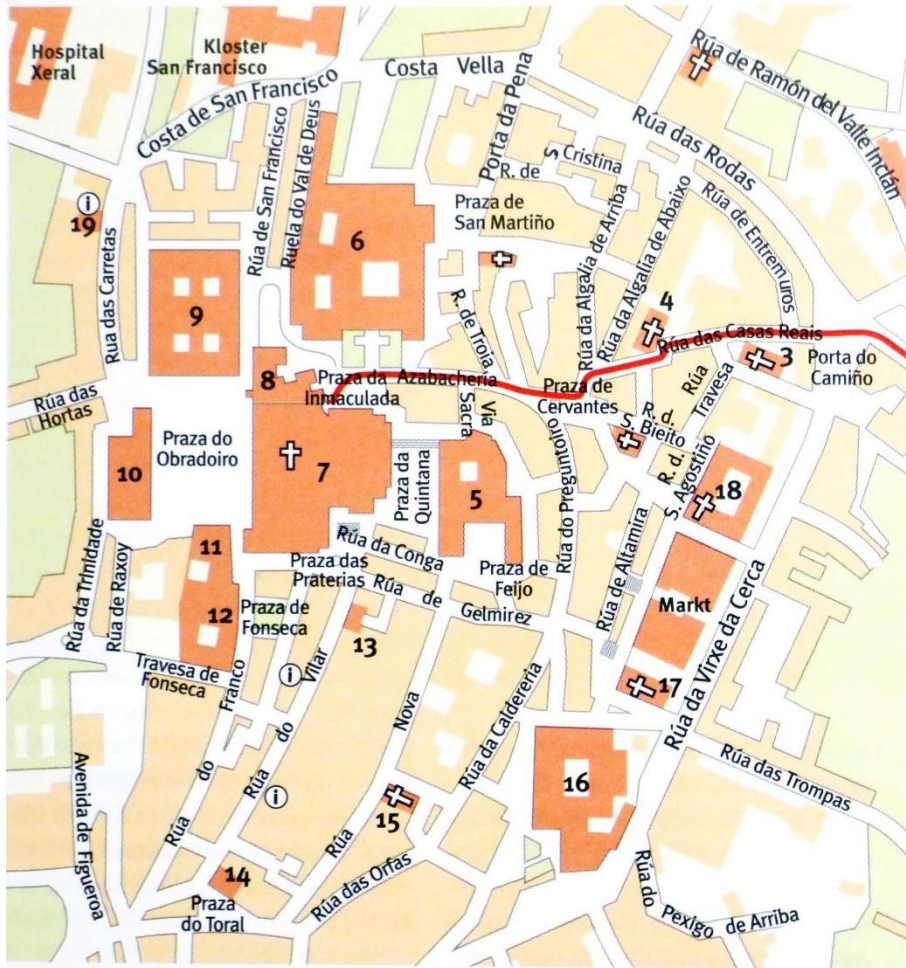 Hospital
Xeral
Kloster
San Francisco
Costa de San Francisco
Costa Vella
Porta da Pena
Rúa de Ramón del Valle Inclán
Rúa das Rodas
Rúa de San Francisco
Ruela do Val de Deus
R. de
S Cristina
Praza de
San Martiño
Rúa da Algalia de Arriba
Rúa da Algalia de Abaixo
Rúa de Entremuros
19
Rua das Carretas
6
9
R. de Troia
4
Rúa das Casas Reais
3
Porta do
Camiño
8
Praza da
Inmaculada
Azabacheria
Praza de
Cervantes
Rúa
Travesa
R. d.
S. Bieito
Via
Sacra
Rúa das
Hortas
10
Praza do
Obradoiro
7
Praza da
Quintana
5
Rúa do Preguntoiro
R. d.
S. Agostiño
18
Rúa de Altamira
Rúa da Trinidade
Rúa de Raxoy
11
12
Rúa da Conga
Praza das
Praterias
Rúa de Gelmirez
Praza de
Feijo
Markt
Praza de
Fonseca
Travesa de
Fonseca
13
17
Rúa da Virxe da Cerca
Rúa do Franco
Rúa do Vilar
Rúa Nova
Rúa da Caldereria
16
Rúa das Trompas
Avenida de Figueroa
15
14
Praza
do Toral
Rúa das Orfas
Rúa do
Pexigo de Arriba